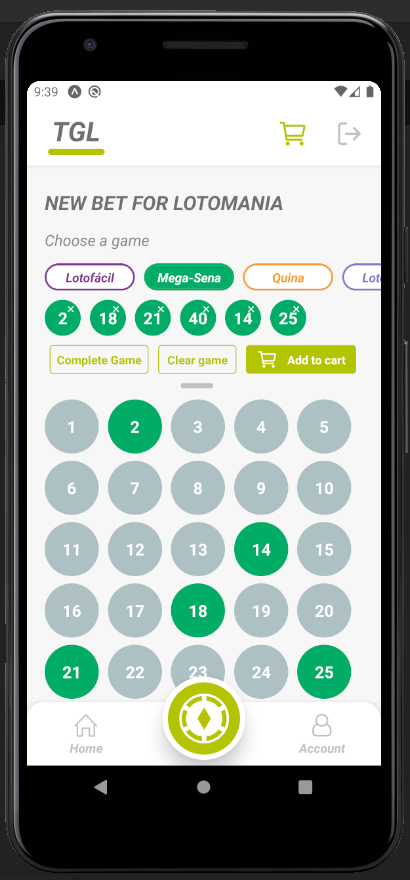 9:39
TGL
NEW BET FOR LOTOMANIA
Choose a game
Lotofácil Mega-Sena Quina Loto
2× 18× 21× 40× 14× 25×
Complete Game Clear game Add to cart
1 2 3 4 5
6 7 8 9 10
11 12 13 14 15
16 17 18 19 20
21 22 23 24 25
Home Account